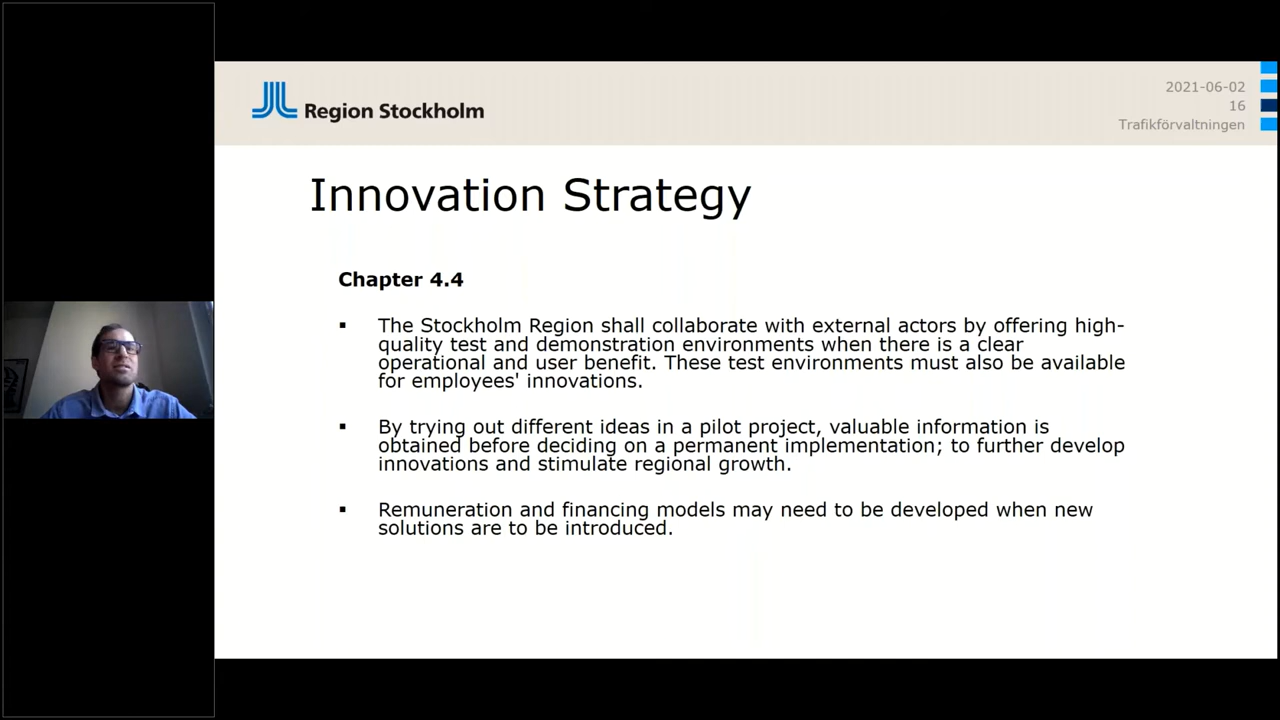 Region Stockholm
2021-06-02
16
Trafikförvaltningen
Innovation Strategy
Chapter 4.4
▪ The Stockholm Region shall collaborate with external actors by offering high-
quality test and demonstration environments when there is a clear
operational and user benefit. These test environments must also be available
for employees' innovations.
▪ By trying out different ideas in a pilot project, valuable information is
obtained before deciding on a permanent implementation; to further develop
innovations and stimulate regional growth.
▪ Remuneration and financing models may need to be developed when new
solutions are to be introduced.